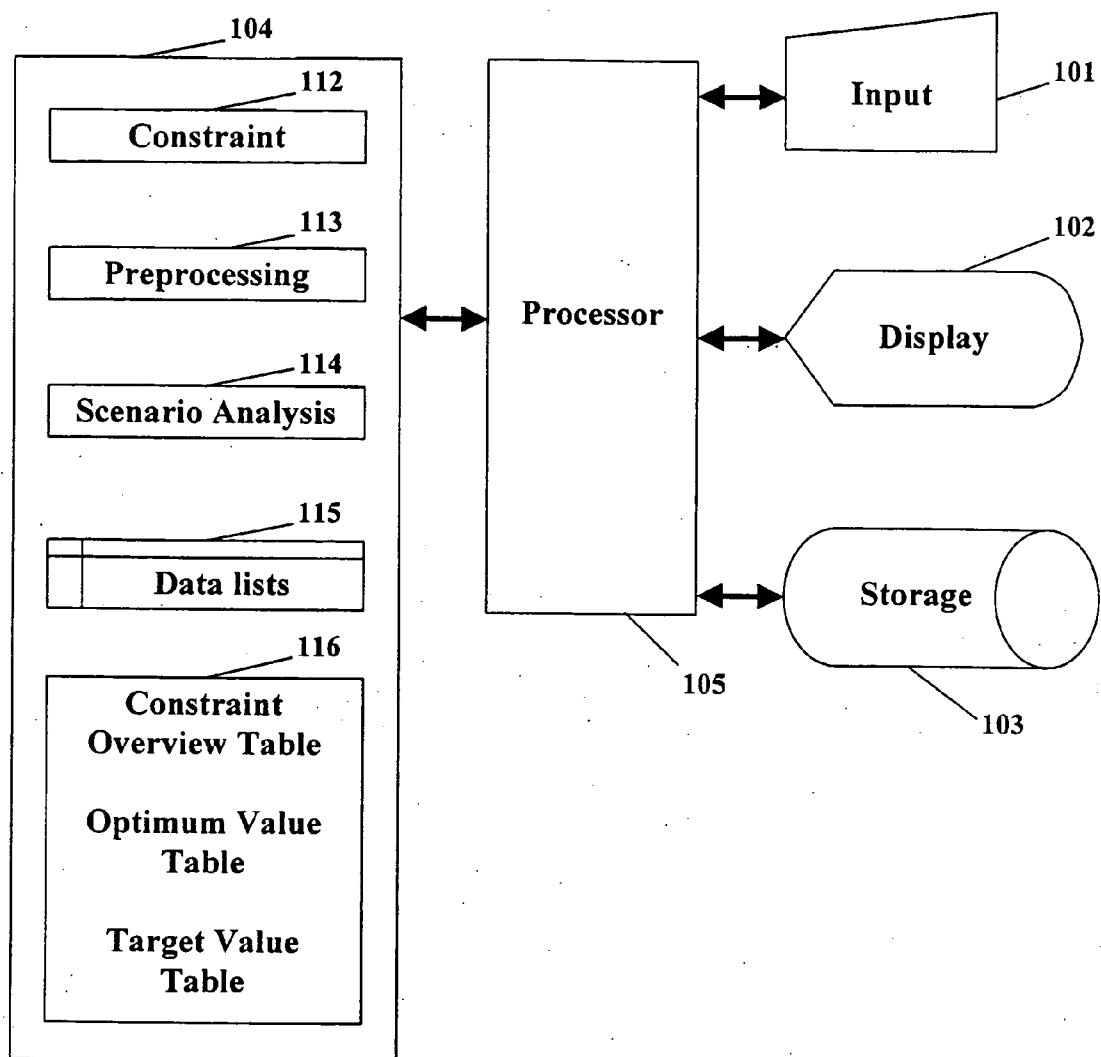 104
112
Constraint
113
Preprocessing
114
Scenario Analysis
115
Data lists
116
Constraint
Overview Table
Optimum Value
Table
Target Value
Table
Processor
105
Input
101
102
Display
Storage
103